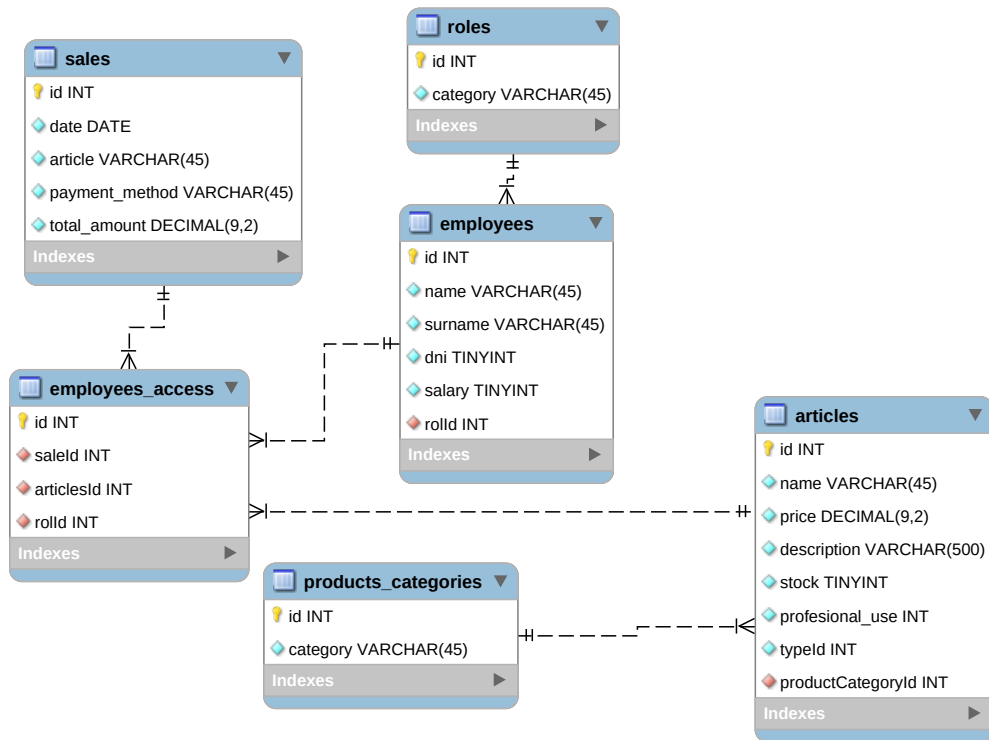 sales
id INT
date DATE
article VARCHAR(45)
payment_method VARCHAR(45)
total_amount DECIMAL(9,2)
Indexes
roles
id INT
category VARCHAR(45)
Indexes
employees
id INT
name VARCHAR(45)
surname VARCHAR(45)
dni TINYINT
salary TINYINT
rolId INT
Indexes
employees_access
id INT
saleId INT
articlesId INT
rolId INT
Indexes
articles
id INT
name VARCHAR(45)
price DECIMAL(9,2)
description VARCHAR(500)
stock TINYINT
profesional_use INT
typeId INT
productCategoryId INT
Indexes
products_categories
id INT
category VARCHAR(45)
Indexes